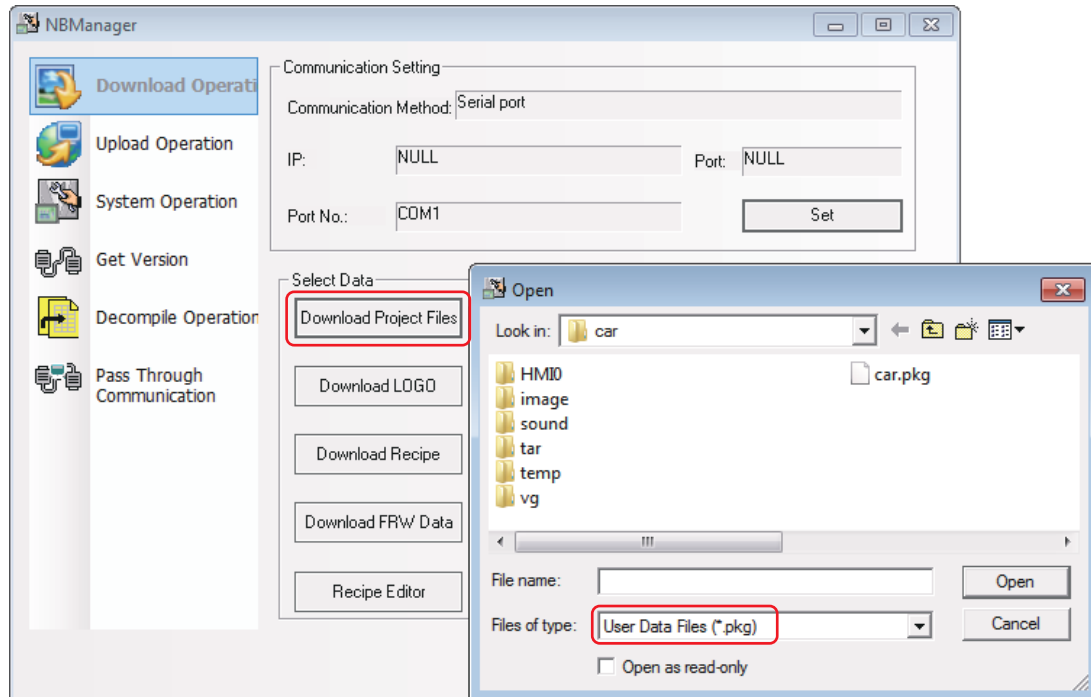 NBManager
Download Operati
Upload Operation
System Operation
Get Version
Decompile Operation
Pass Through
Communication
Communication Setting
Communication Method: Serial port
IP: NULL Port: NULL
Port No.: COM1 Set
Select Data
Download Project Files
Download LOGO
Download Recipe
Download FRW Data
Recipe Editor
Open
Look in: car
HMI0 car.pkg
image
sound
tar
temp
vg
File name: Open
Files of type: User Data Files (*.pkg) Cancel
Open as read-only